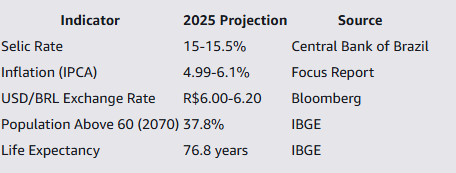 Indicator 2025 Projection Source
Selic Rate 15-15.5% Central Bank of Brazil
Inflation (IPCA) 4.99-6.1% Focus Report
USD/BRL Exchange Rate R$6.00-6.20 Bloomberg
Population Above 60 (2070) 37.8% IBGE
Life Expectancy 76.8 years IBGE